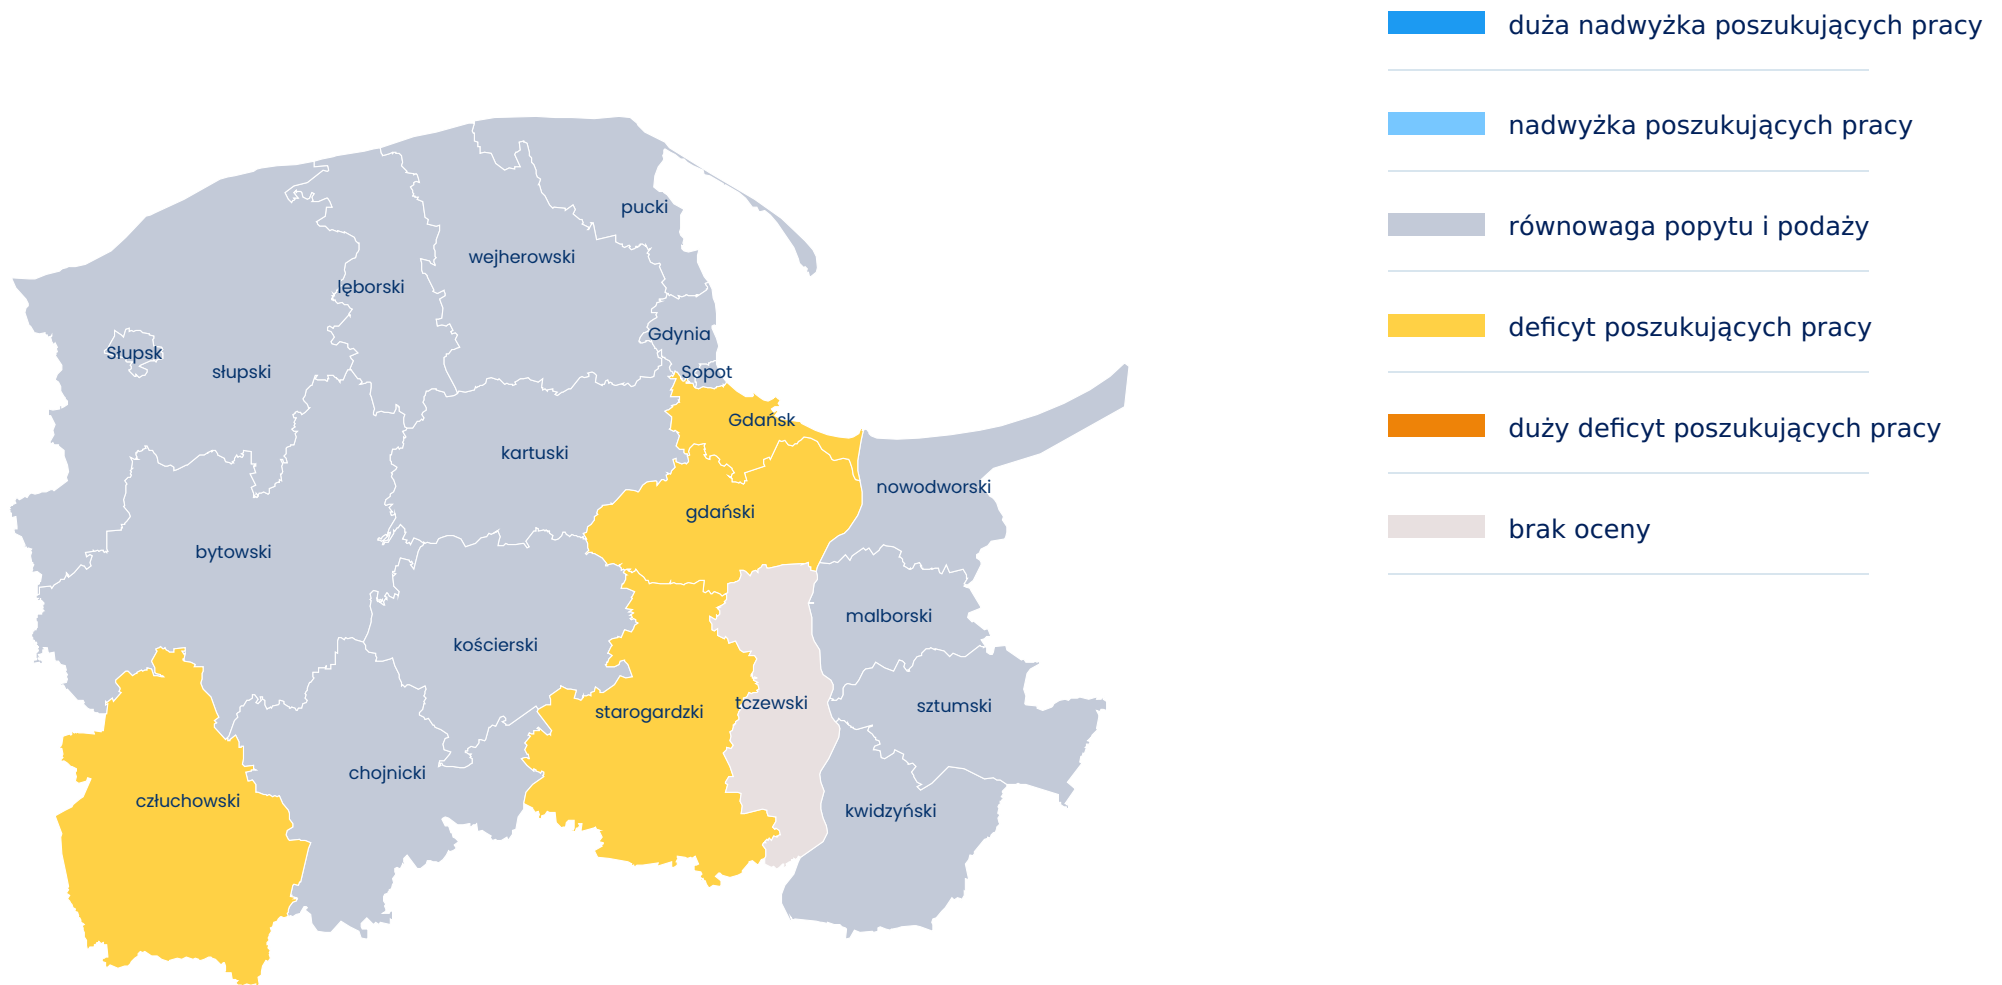 duża nadwyżka poszukujących pracy
nadwyżka poszukujących pracy
równowaga popytu i podaży
deficyt poszukujących pracy
duży deficyt poszukujących pracy
brak oceny
pucki
wejherowski
lęborski
Gdynia
Słupsk
słupski
Sopot
Gdańsk
kartuski
nowodworski
gdański
bytowski
malborski
kościerski
tczewski
sztumski
starogardzki
chojnicki
człuchowski
kwidzyński